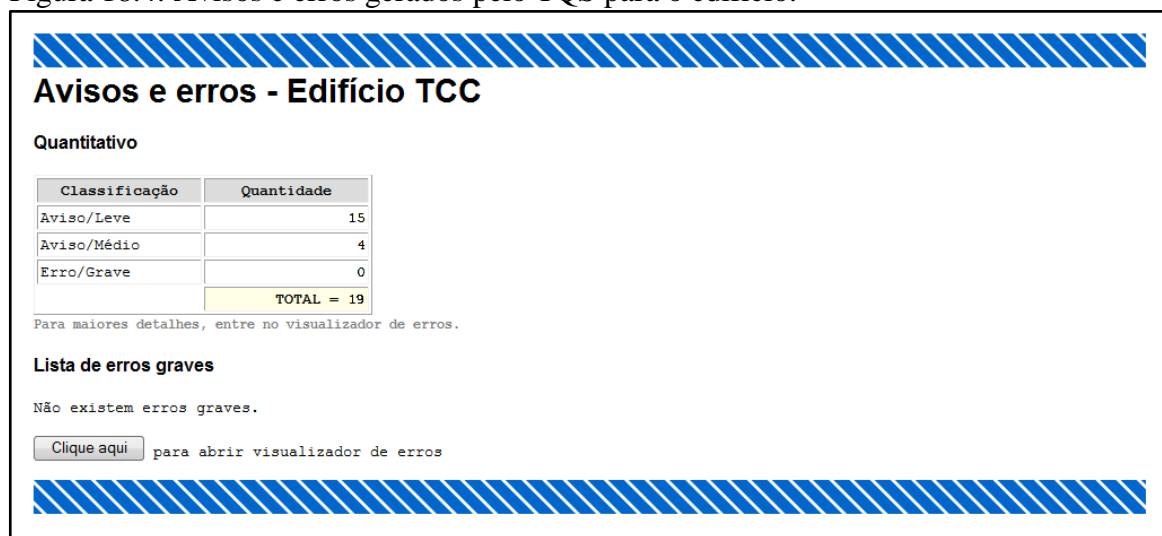 Figura 18.4: Avisos e erros gerados pelo TQS para o edifício.
Avisos e erros - Edifício TCC
Quantitativo
Classificação Quantidade
Aviso/Leve 15
Aviso/Médio 4
Erro/Grave 0
TOTAL = 19
Para maiores detalhes, entre no visualizador de erros.
Lista de erros graves
Não existem erros graves.
Clique aqui para abrir visualizador de erros